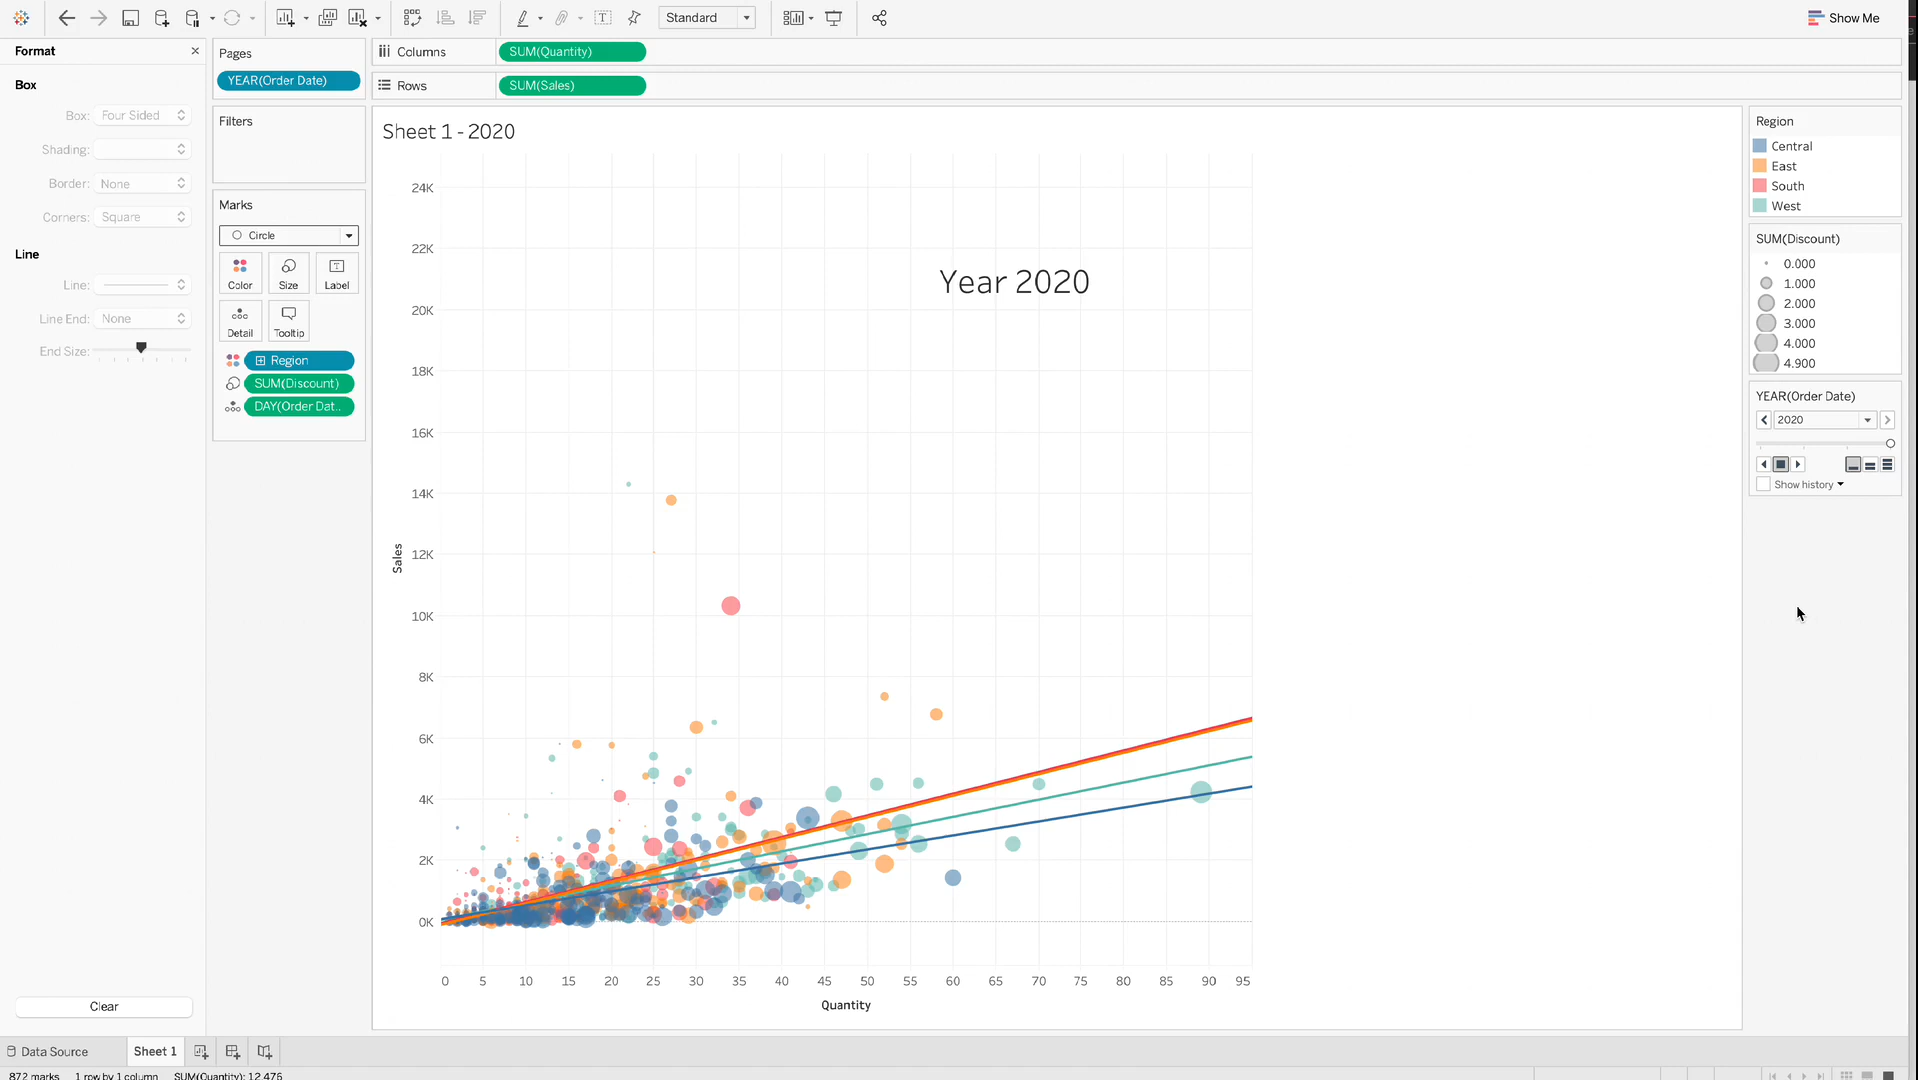 Standard
Show Me
Format
Box
Box: Four Sided
Shading:
Border: None
Corners: Square
Line
Line:
Line End: None
End Size:
Clear
Pages
YEAR(Order Date)
Filters
Marks
Circle
Color
Size
Label
Detail
Tooltip
Region
SUM(Discount)
DAY(Order Dat..
Columns
SUM(Quantity)
Rows
SUM(Sales)
Sheet 1 - 2020
Year 2020
24K
22K
20K
18K
16K
14K
12K
10K
8K
6K
4K
2K
0K
Sales
0 5 10 15 20 25 30 35 40 45 50 55 60 65 70 75 80 85 90 95
Quantity
Region
Central
East
South
West
SUM(Discount)
0.000
1.000
2.000
3.000
4.000
4.900
YEAR(Order Date)
2020
Show history
Data Source
Sheet 1
872 marks 1 row by 1 column SUM(Quantity): 12,476